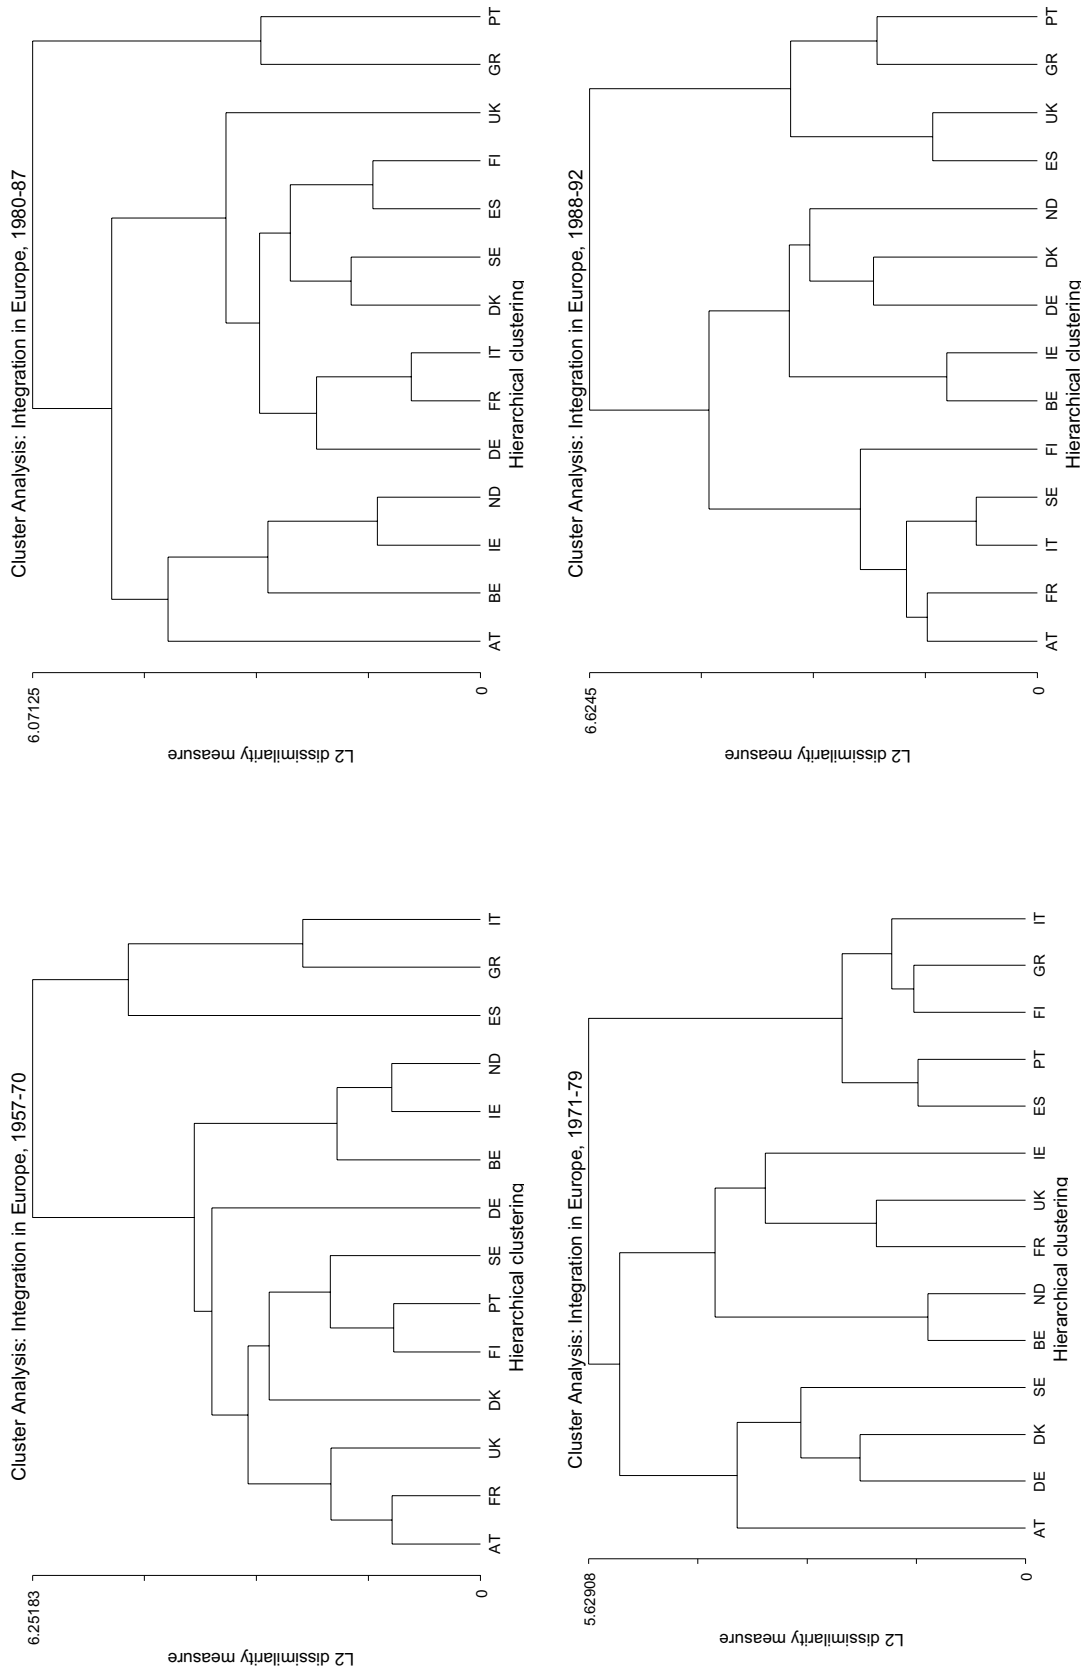 Cluster Analysis: Integration in Europe, 1957-70
L2 dissimilarity measure
6.25183
0
AT FR UK DK FI PT SE DE BE IE ND ES GR IT
Hierarchical clustering
Cluster Analysis: Integration in Europe, 1980-87
L2 dissimilarity measure
6.07125
0
AT BE IE ND DE FR IT DK SE ES FI UK GR PT
Hierarchical clustering
Cluster Analysis: Integration in Europe, 1971-79
L2 dissimilarity measure
5.62908
0
AT DE DK SE BE ND FR UK IE ES PT FI GR IT
Hierarchical clustering
Cluster Analysis: Integration in Europe, 1988-92
L2 dissimilarity measure
6.6245
0
AT FR IT SE FI BE IE DE DK ND ES UK GR PT
Hierarchical clustering